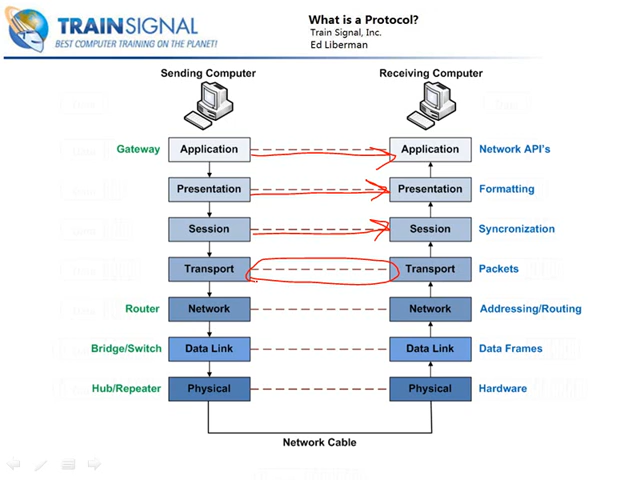 TRAINSIGNAL
BEST COMPUTER TRAINING ON THE PLANET!
What is a Protocol?
Train Signal, Inc.
Ed Liberman
Sending Computer
Receiving Computer
Gateway Application Application Network API's
Presentation Presentation Formatting
Session Session Syncronization
Transport Transport Packets
Router Network Network Addressing/Routing
Bridge/Switch Data Link Data Link Data Frames
Hub/Repeater Physical Physical Hardware
Network Cable